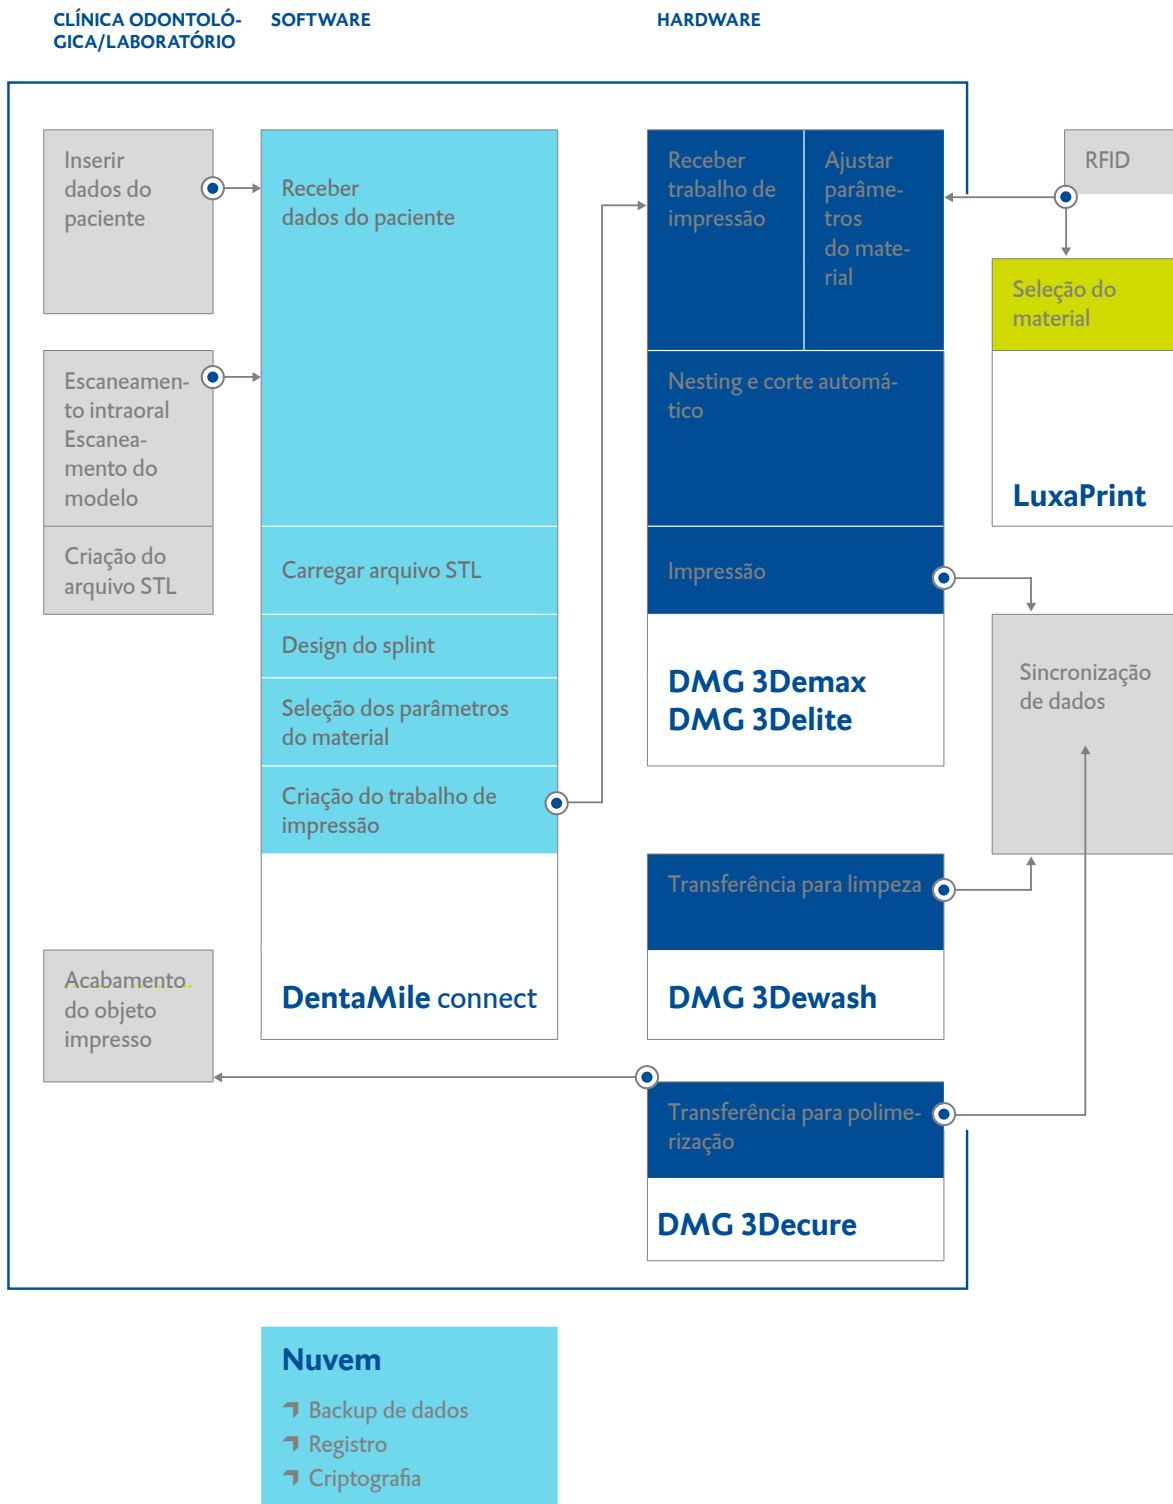 CLÍNICA ODONTOLÓ-
GICA/LABORATÓRIO
SOFTWARE
HARDWARE
Inserir
dados do
paciente
Escaneamen-
to intraoral
Escanea-
mento do
modelo
Criação do
arquivo STL
Acabamento
do objeto
impresso
Receber
dados do paciente
Carregar arquivo STL
Design do splint
Seleção dos parâmetros
do material
Criação do trabalho de
impressão
DentaMile connect
Receber
trabalho de
impressão
Ajustar
parâme-
tros
do mate-
rial
Nesting e corte automá-
tico
Impressão
DMG 3Demax
DMG 3Delite
Transferência para limpeza
DMG 3Dewash
Transferência para polime-
rização
DMG 3Decure
RFID
Seleção do
material
LuxaPrint
Sincronização
de dados
Nuvem
Backup de dados
Registro
Criptografia